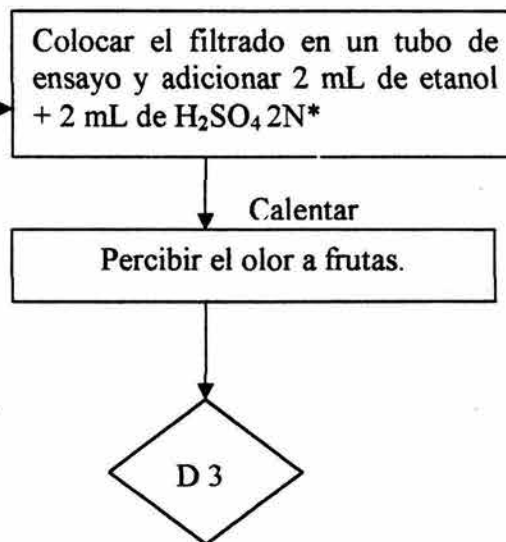 Colocar el filtrado en un tubo de
ensayo y adicionar 2 mL de etanol
+ 2 mL de H₂SO₄ 2N*
Calentar
Percibir el olor a frutas.
D 3